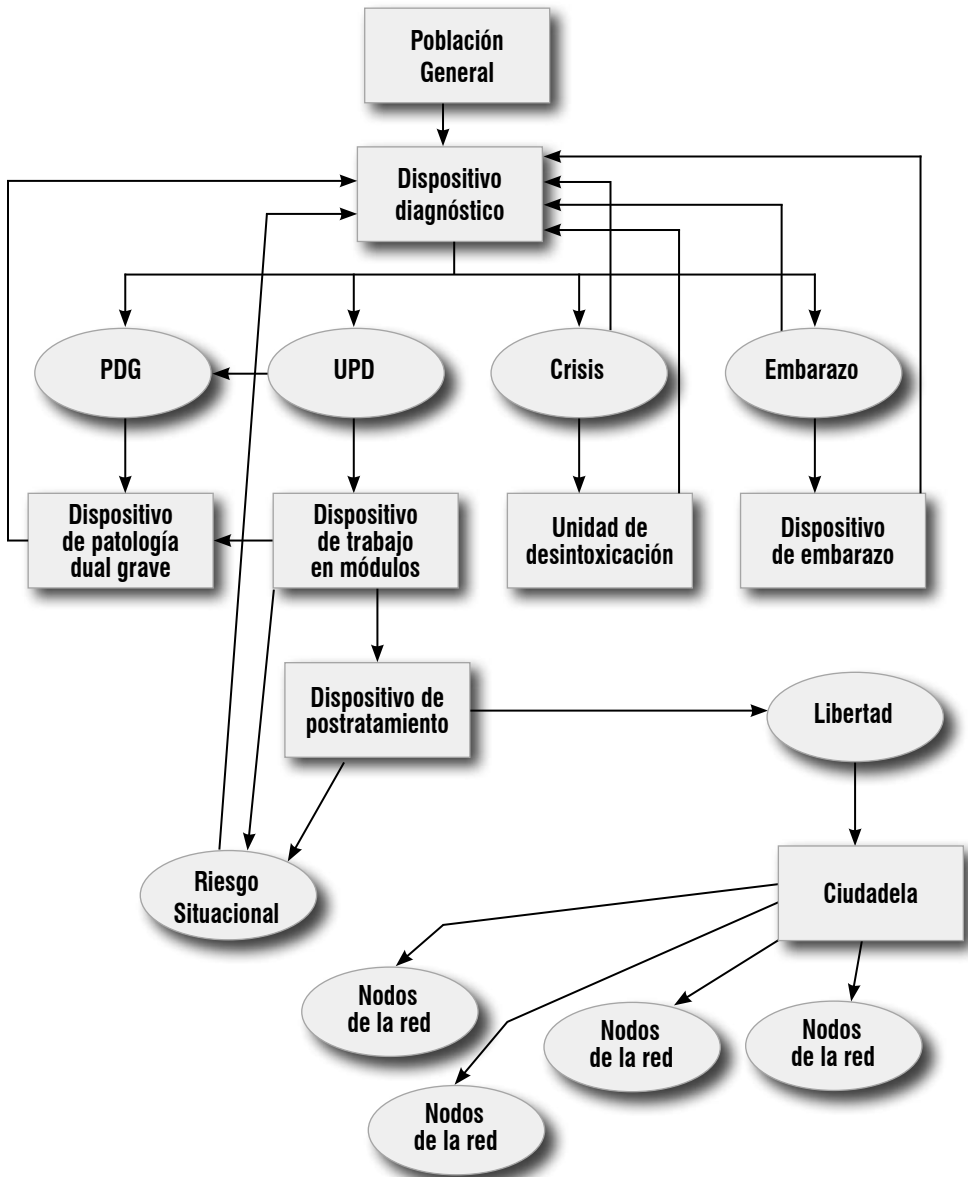 Población
General
Dispositivo
diagnóstico
PDG
UPD
Crisis
Embarazo
Dispositivo
de patología
dual grave
Dispositivo
de trabajo
en módulos
Unidad de
desintoxicación
Dispositivo
de embarazo
Dispositivo de
postratamiento
Libertad
Riesgo
Situacional
Ciudadela
Nodos
de la red
Nodos
de la red
Nodos
de la red
Nodos
de la red